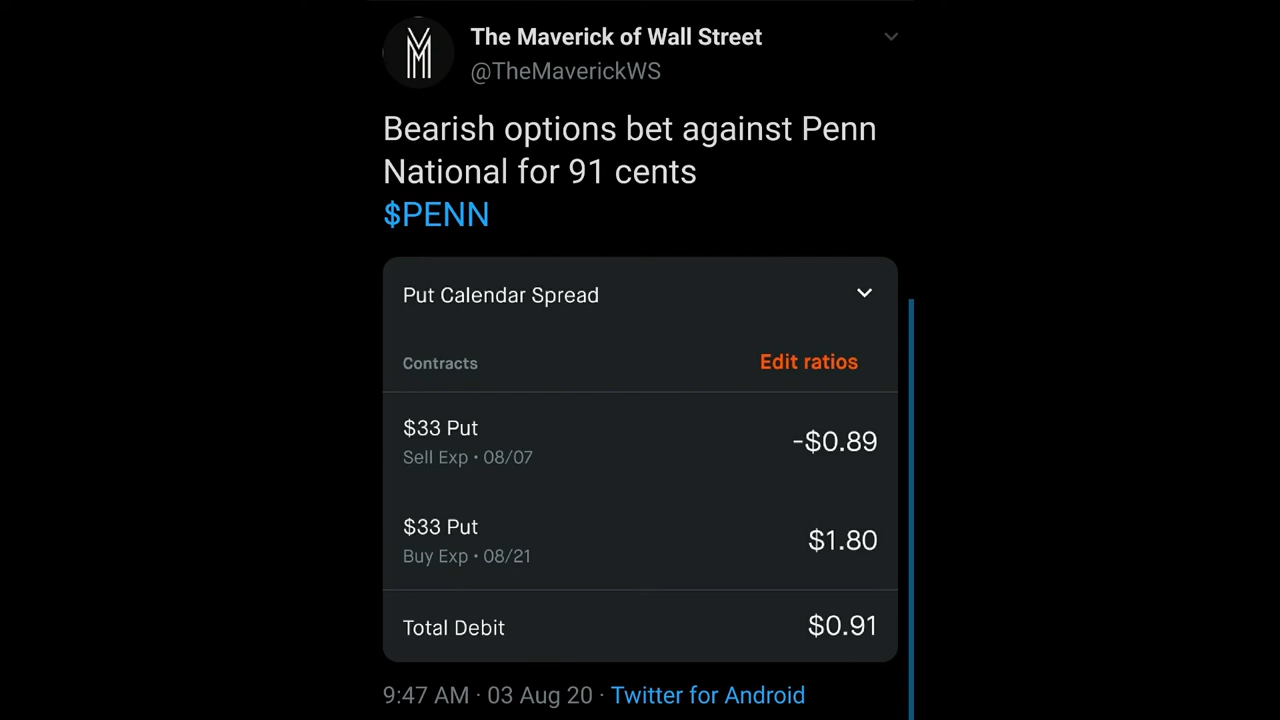 The Maverick of Wall Street
@TheMaverickWS
Bearish options bet against Penn
National for 91 cents
$PENN
Put Calendar Spread
Contracts
Edit ratios
$33 Put
-$0.89
Sell Exp • 08/07
$33 Put
$1.80
Buy Exp • 08/21
Total Debit
$0.91
9:47 AM · 03 Aug 20 · Twitter for Android